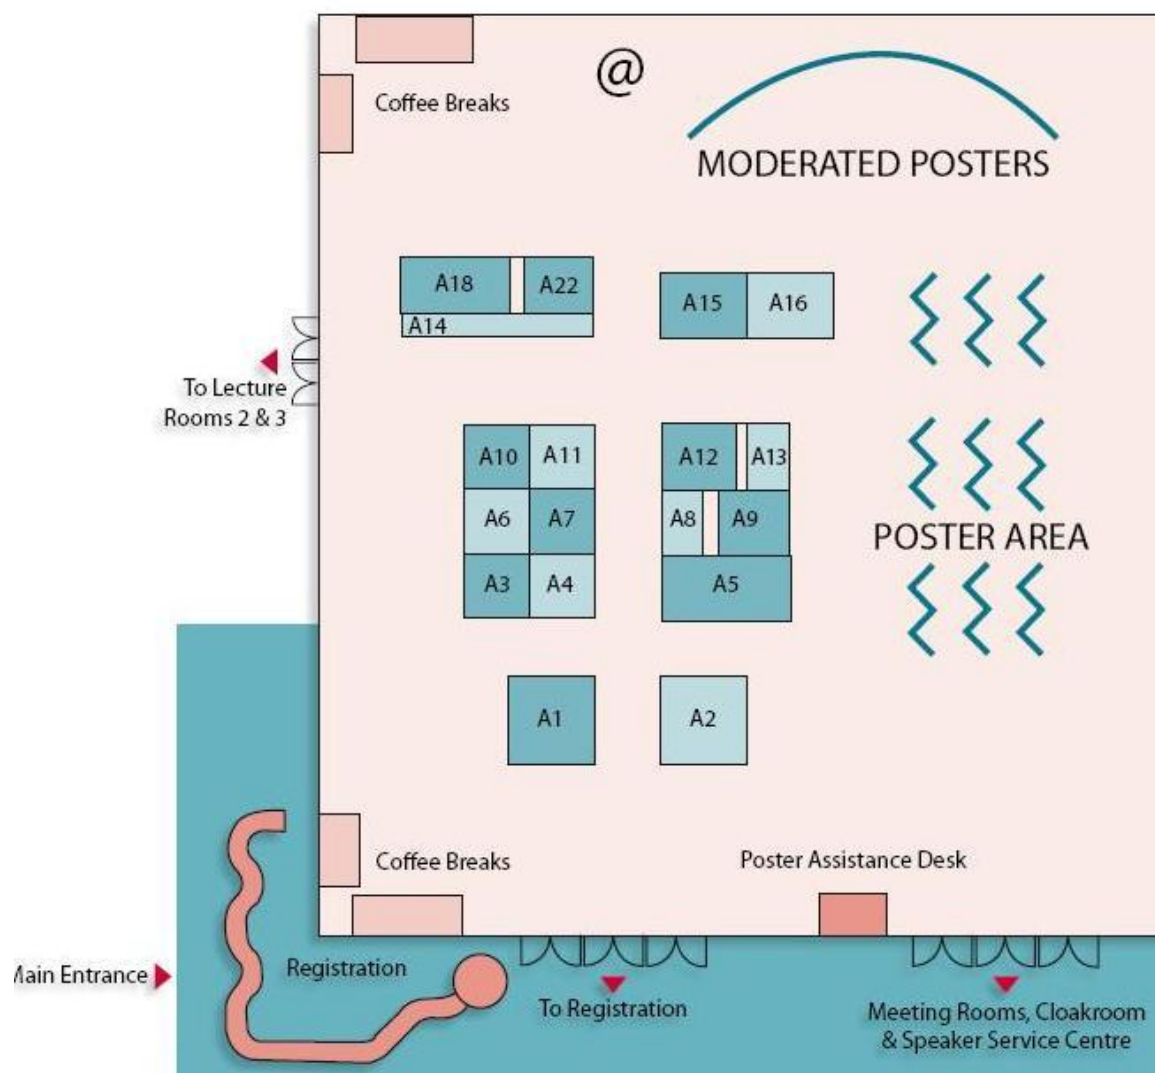 @
Coffee Breaks
MODERATED POSTERS
A18
A22
A14
A15
A16
To Lecture
Rooms 2 & 3
A10
A11
A12
A13
A6
A7
A8
A9
POSTER AREA
A3
A4
A5
A1
A2
Coffee Breaks
Poster Assistance Desk
Main Entrance
Registration
To Registration
Meeting Rooms, Cloakroom
& Speaker Service Centre